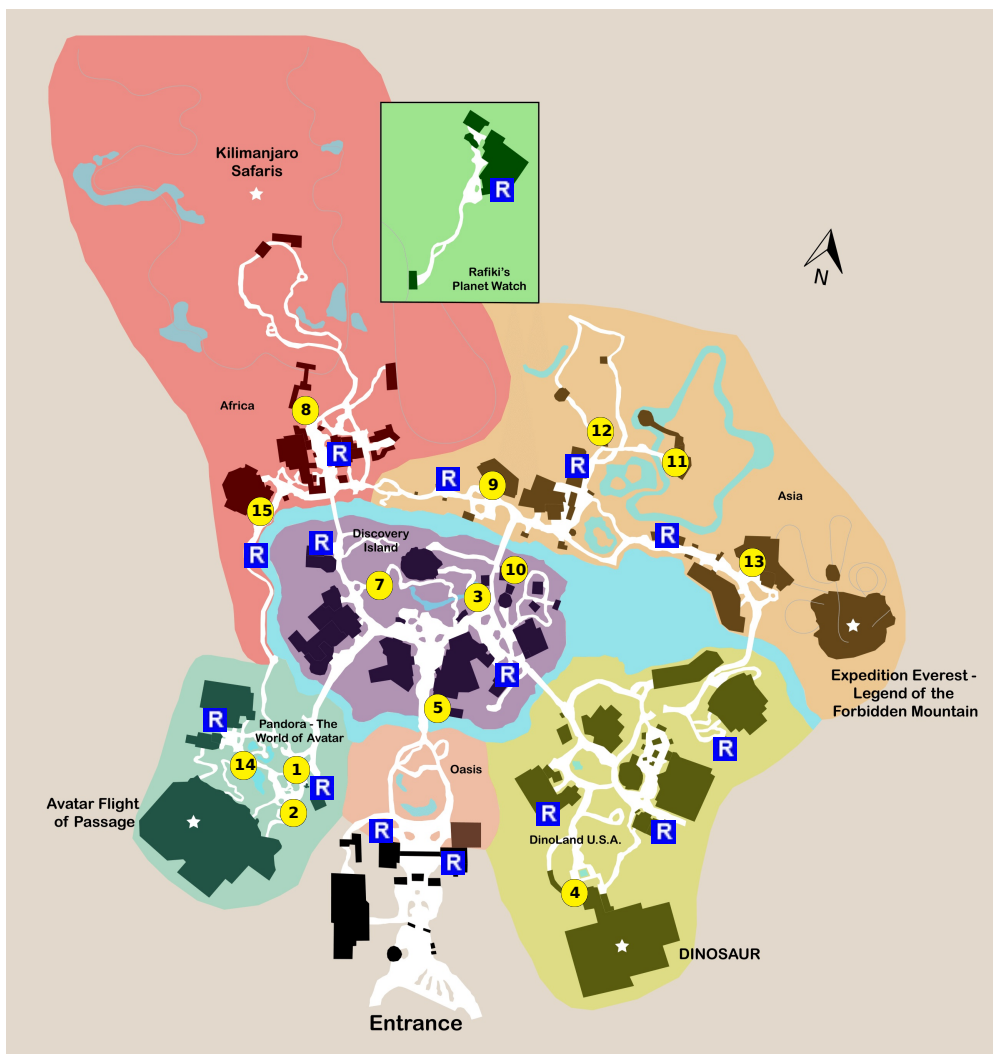 Kilimanjaro
Safaris
R
Rafiki's
Planet Watch
N
Africa
8
R
12
11
R
R
9
Asia
15
R
R
Discovery
Island
R
13
10
7
3
R
Expedition Everest -
Legend of the
Forbidden Mountain
5
R
Pandora - The
World of Avatar
R
14
1
Oasis
R
Avatar Flight
of Passage
2
R
R
R
DinoLand U.S.A.
R
4
DINOSAUR
Entrance